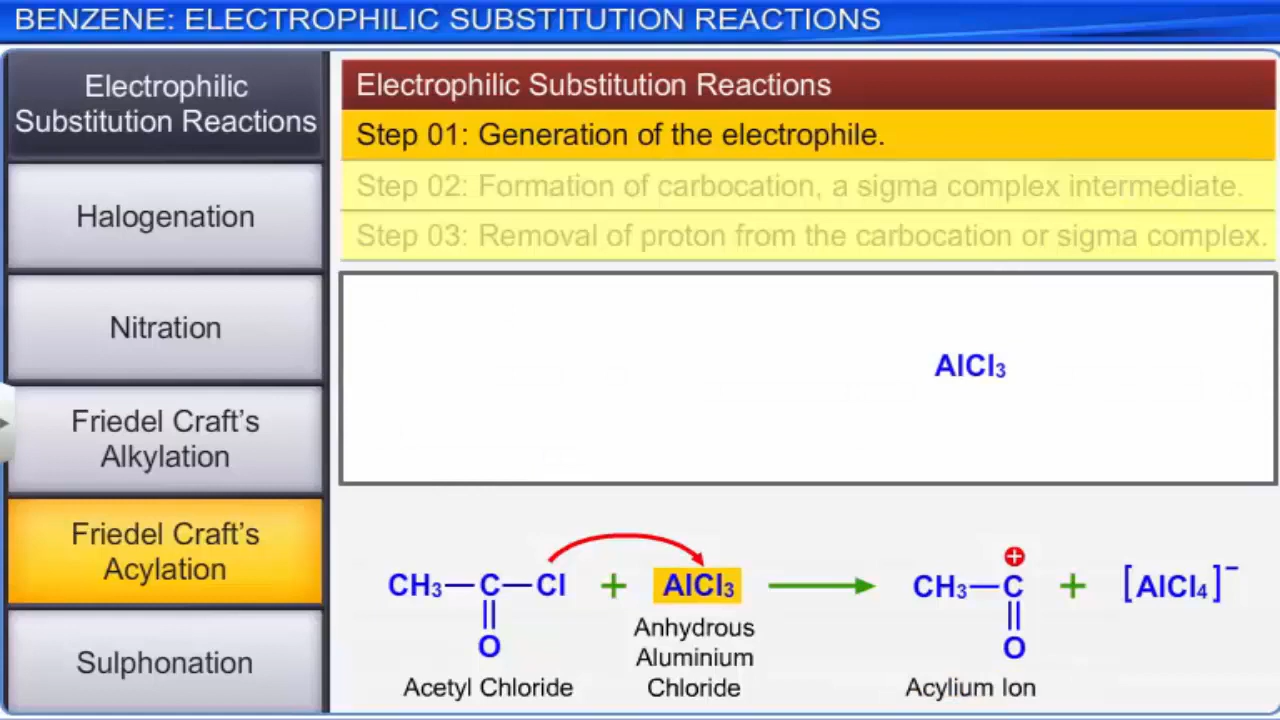 BENZENE: ELECTROPHILIC SUBSTITUTION REACTIONS
Electrophilic
Substitution Reactions
Halogenation
Nitration
Friedel Craft's
Alkylation
Friedel Craft's
Acylation
Sulphonation
Electrophilic Substitution Reactions
Step 01: Generation of the electrophile.
Step 02: Formation of carbocation, a sigma complex intermediate.
Step 03: Removal of proton from the carbocation or sigma complex.
AlCl₃
CH₃—C—Cl + AlCl₃ → CH₃—C⊕ + [AlCl₄]⁻
O O
Anhydrous
Aluminium
Chloride
Acetyl Chloride
Acylium Ion